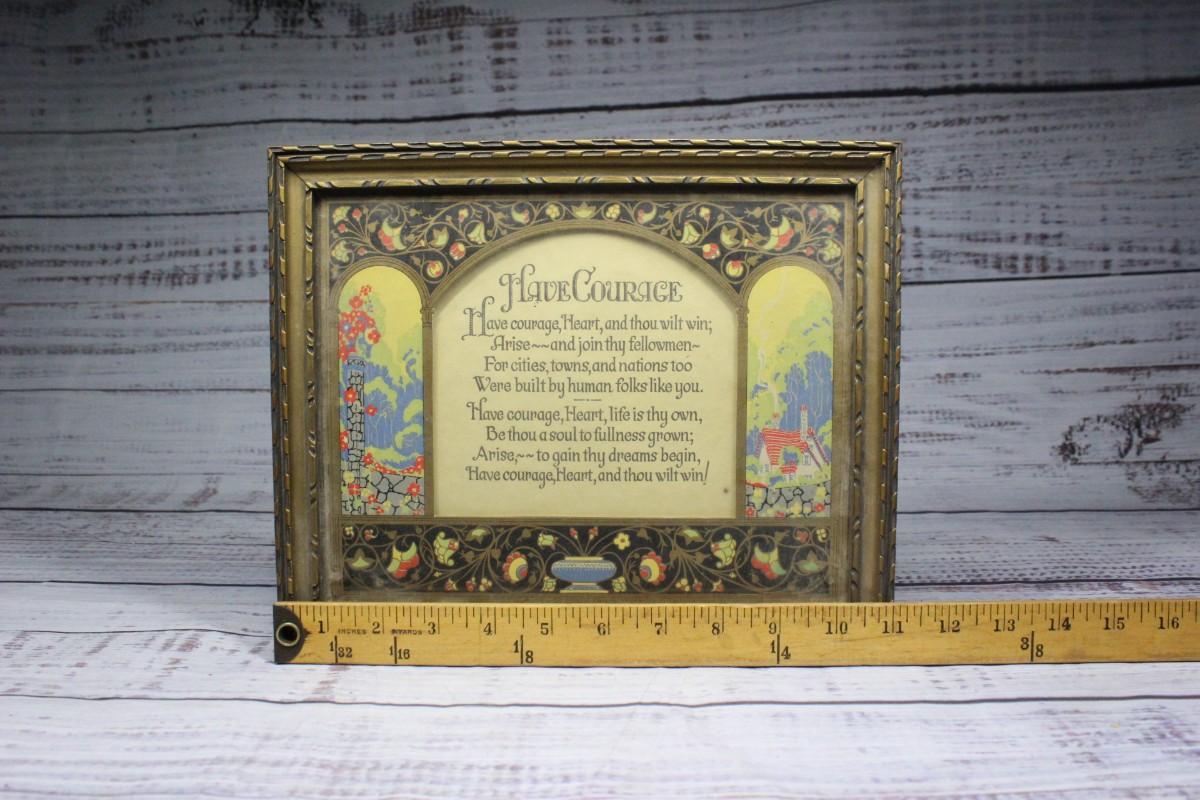 Have Courage
Have courage, Heart, and thou wilt win;
Arise~~and join thy fellowmen~
For cities, towns, and nations too
Were built by human folks like you.
Have courage, Heart, life is thy own,
Be thou a soul to fullness grown;
Arise,~~to gain thy dreams begin,
Have courage, Heart, and thou wilt win!
1 INCHES 2 YARDS 3 4 5 6 7 8 9 10 11 12 13 14 15 16
1/32 1/16 1/8 1/4 3/8